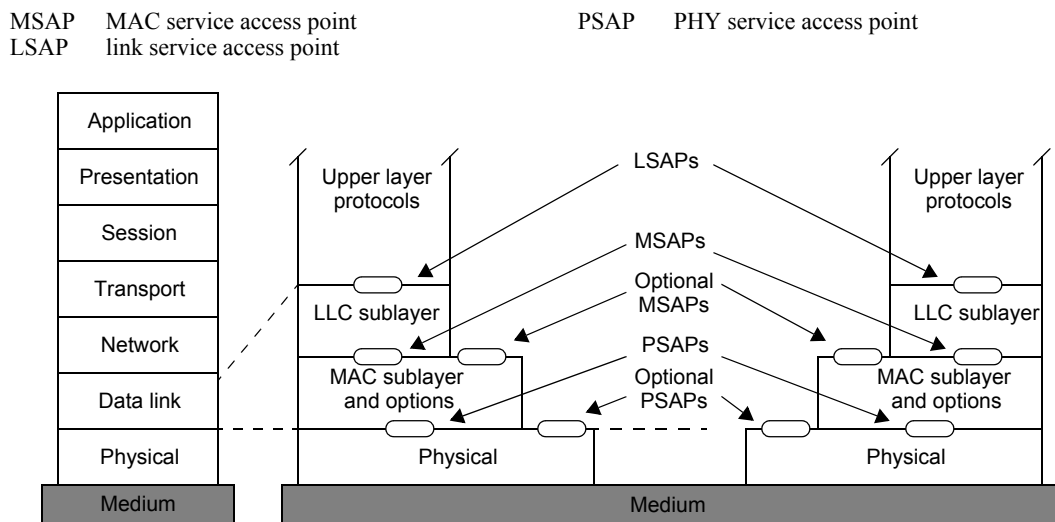 MSAP MAC service access point PSAP PHY service access point
LSAP link service access point
Application
Presentation
Session
Transport
Network
Data link
Physical
Medium
Upper layer
protocols
LLC sublayer
MAC sublayer
and options
Physical
LSAPs
MSAPs
Optional
MSAPs
PSAPs
Optional
PSAPs
Upper layer
protocols
LLC sublayer
MAC sublayer
and options
Physical
Medium